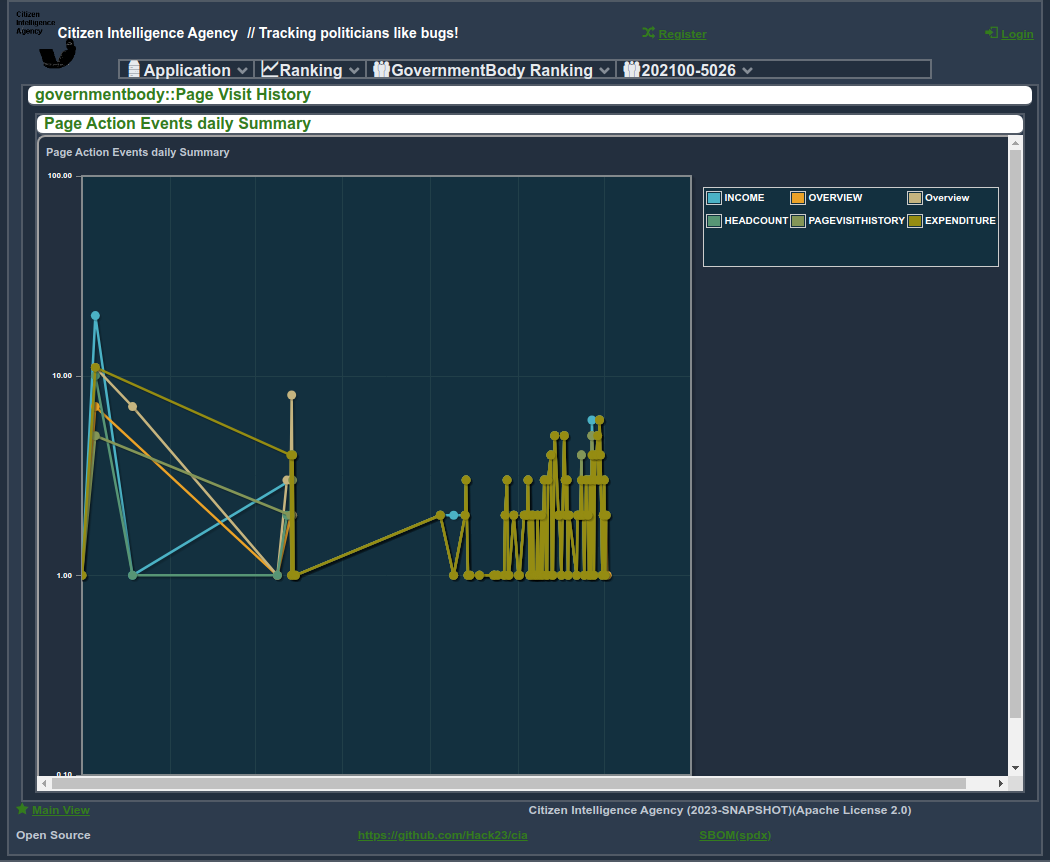 Citizen
Intelligence
Agency
Citizen Intelligence Agency // Tracking politicians like bugs!
Register
Login
Application
Ranking
GovernmentBody Ranking
202100-5026
governmentbody::Page Visit History
Page Action Events daily Summary
Page Action Events daily Summary
100.00
INCOME OVERVIEW Overview
HEADCOUNT PAGEVISITHISTORY EXPENDITURE
10.00
1.00
0.10
Main View
Citizen Intelligence Agency (2023-SNAPSHOT)(Apache License 2.0)
Open Source
https://github.com/Hack23/cia
SBOM(spdx)